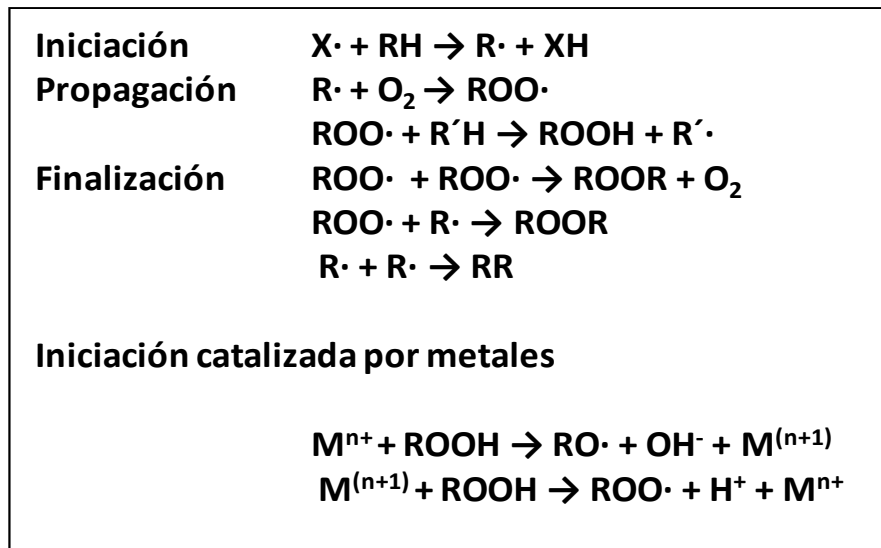 Iniciación X· + RH → R· + XH
Propagación R· + O₂ → ROO·
ROO· + R´H → ROOH + R´·
Finalización ROO· + ROO· → ROOR + O₂
ROO· + R· → ROOR
R· + R· → RR
Iniciación catalizada por metales
Mⁿ⁺ + ROOH → RO· + OH⁻ + M⁽ⁿ⁺¹⁾
M⁽ⁿ⁺¹⁾ + ROOH → ROO· + H⁺ + Mⁿ⁺